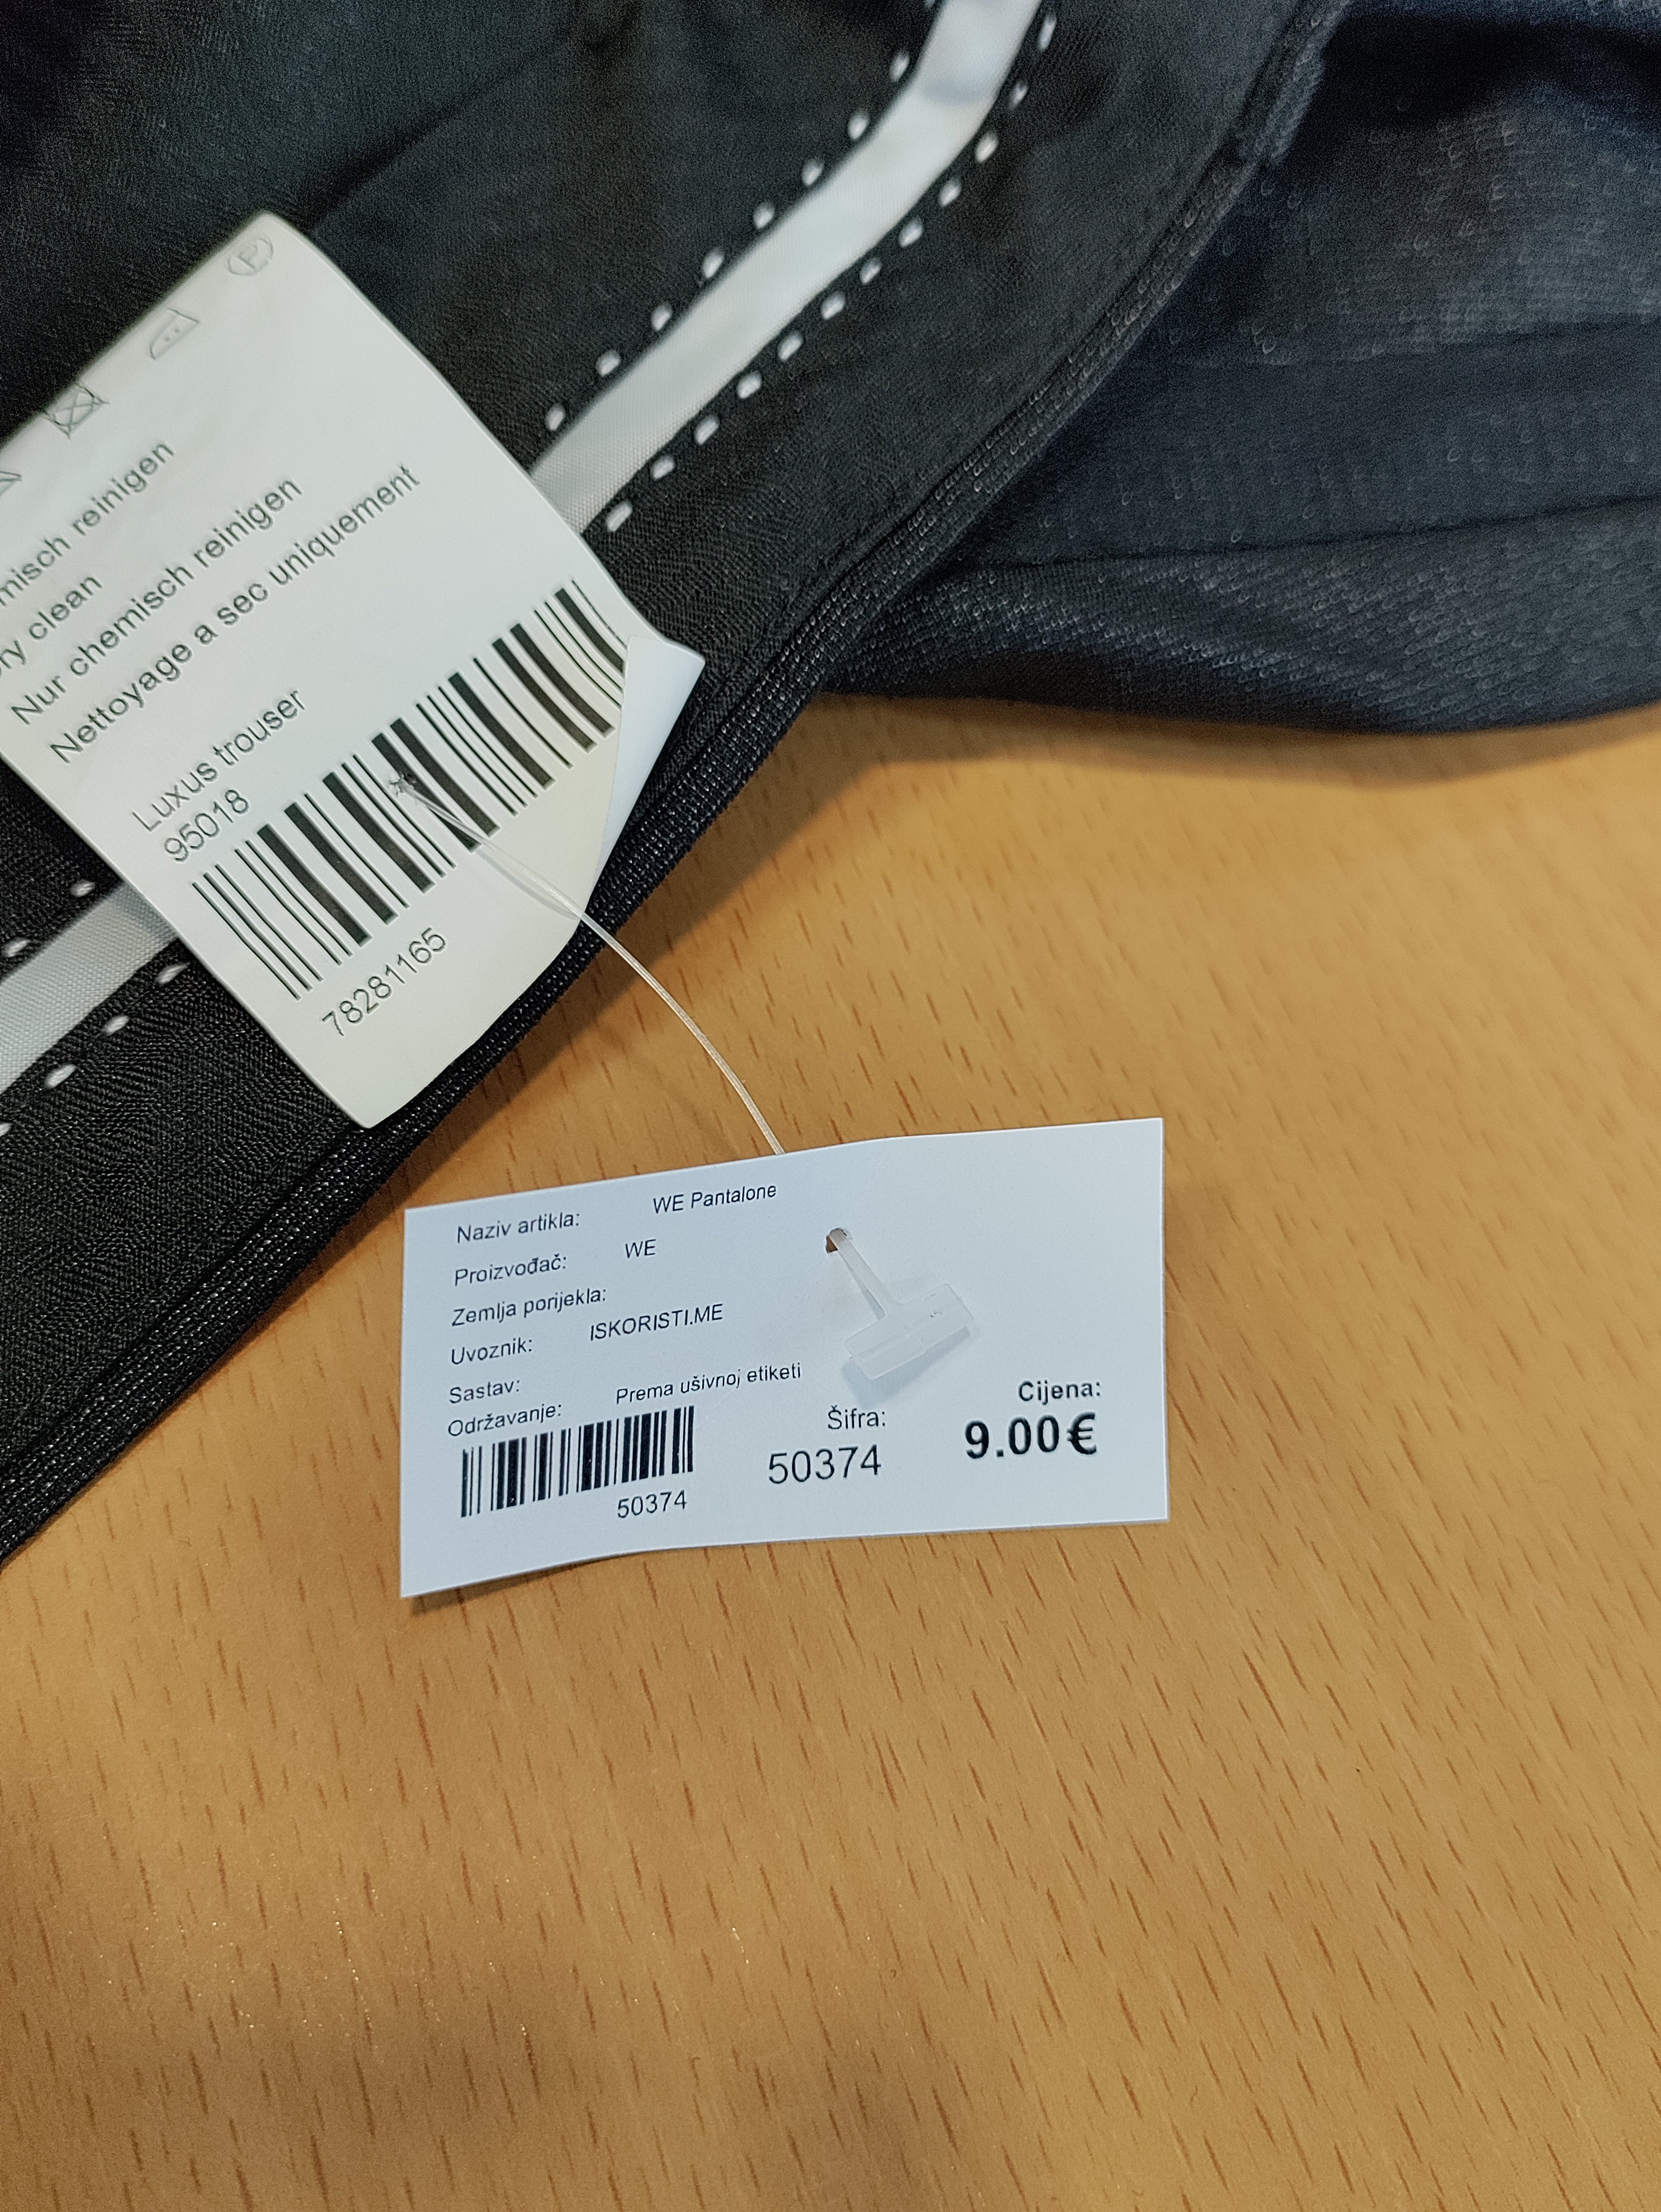 misch reinigen
ry clean
Nur chemisch reinigen
Nettoyage a sec uniquement
Luxus trouser
95018
78281165
Naziv artikla: WE Pantalone
Proizvođač: WE
Zemlja porijekla:
Uvoznik: ISKORISTI.ME
Sastav:
Održavanje: Prema ušivnoj etiketi
50374
Šifra:
50374
Cijena:
9.00€